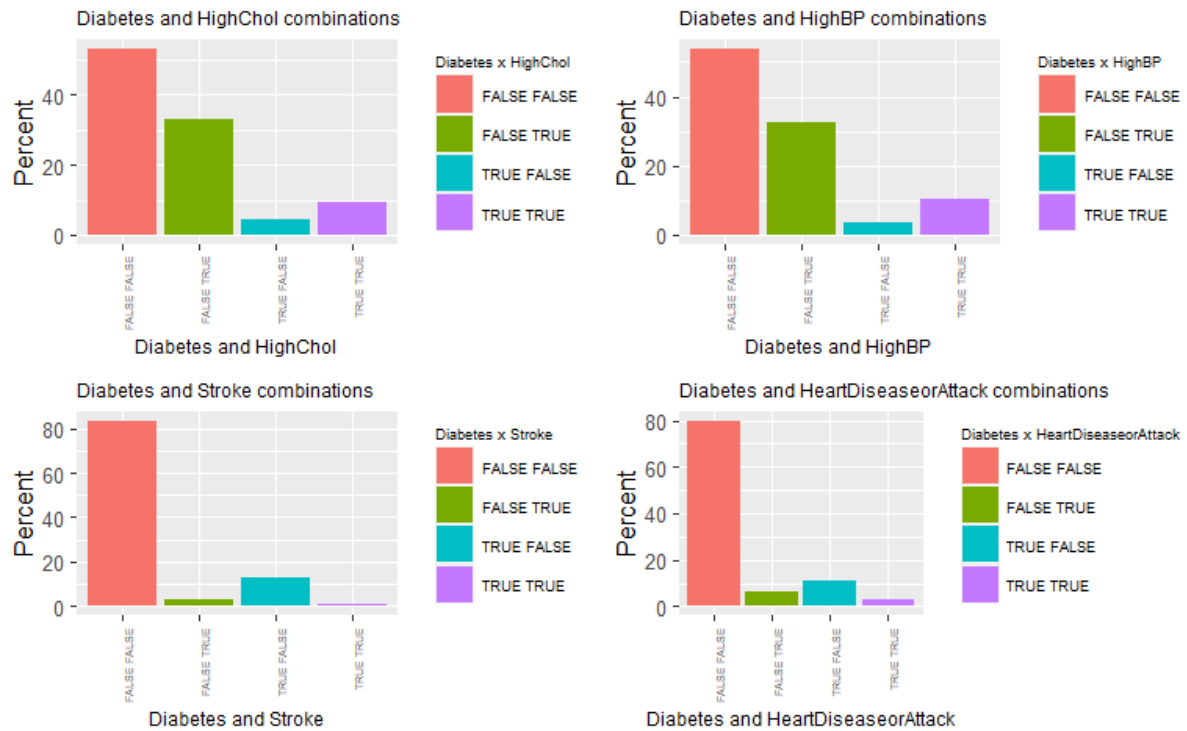 Diabetes and HighChol combinations
Percent
40
20
0
FALSE FALSE
FALSE TRUE
TRUE FALSE
TRUE TRUE
Diabetes and HighChol
Diabetes x HighChol
FALSE FALSE
FALSE TRUE
TRUE FALSE
TRUE TRUE
Diabetes and HighBP combinations
Percent
40
20
0
FALSE FALSE
FALSE TRUE
TRUE FALSE
TRUE TRUE
Diabetes and HighBP
Diabetes x HighBP
FALSE FALSE
FALSE TRUE
TRUE FALSE
TRUE TRUE
Diabetes and Stroke combinations
Percent
80
60
40
20
0
FALSE FALSE
FALSE TRUE
TRUE FALSE
TRUE TRUE
Diabetes and Stroke
Diabetes x Stroke
FALSE FALSE
FALSE TRUE
TRUE FALSE
TRUE TRUE
Diabetes and HeartDiseaseorAttack combinations
Percent
80
60
40
20
0
FALSE FALSE
FALSE TRUE
TRUE FALSE
TRUE TRUE
Diabetes and HeartDiseaseorAttack
Diabetes x HeartDiseaseorAttack
FALSE FALSE
FALSE TRUE
TRUE FALSE
TRUE TRUE